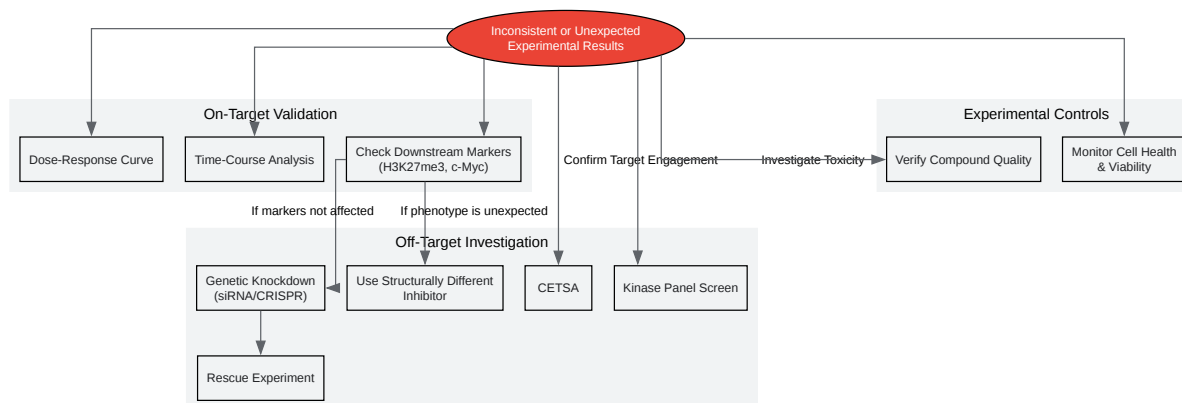 Inconsistent or Unexpected
Experimental Results
On-Target Validation
Experimental Controls
Dose-Response Curve
Time-Course Analysis
Check Downstream Markers
(H3K27me3, c-Myc)
Confirm Target Engagement
Investigate Toxicity
Verify Compound Quality
Monitor Cell Health
& Viability
If markers not affected
If phenotype is unexpected
Off-Target Investigation
Genetic Knockdown
(siRNA/CRISPR)
Use Structurally Different
Inhibitor
CETSA
Kinase Panel Screen
Rescue Experiment